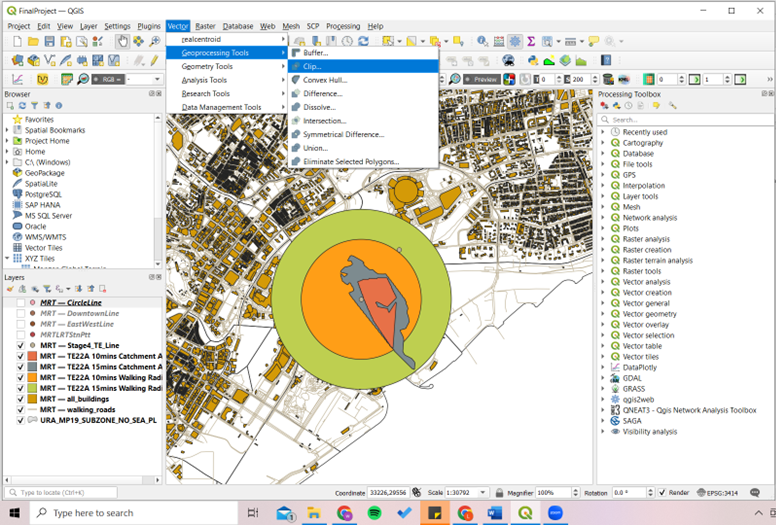 FinalProject — QGIS
Project Edit View Layer Settings Plugins Vector Raster Database Web Mesh SCP Processing Help
realcentroid
Geoprocessing Tools
Geometry Tools
Analysis Tools
Research Tools
Data Management Tools
Buffer...
Clip...
Convex Hull...
Difference...
Dissolve...
Intersection...
Symmetrical Difference...
Union...
Eliminate Selected Polygons...
RGB =
Preview
0
200
0
1
Browser
Favorites
Spatial Bookmarks
Project Home
Home
C:\ (Windows)
GeoPackage
SpatiaLite
PostgreSQL
SAP HANA
MS SQL Server
Oracle
WMS/WMTS
Vector Tiles
XYZ Tiles
Layers
MRT — CircleLine
MRT — DowntownLine
MRT — EastWestLine
MRTLRTStnPtt
MRT — Stage4_TE_Line
MRT — TE22A 10mins Catchment A
MRT — TE22A 15mins Catchment A
MRT — TE22A 10mins Walking Radi
MRT — TE22A 15mins Walking Radi
MRT — all_buildings
MRT — walking_roads
URA_MP19_SUBZONE_NO_SEA_PL
Processing Toolbox
Search...
Recently used
Cartography
Database
File tools
GPS
Interpolation
Layer tools
Mesh
Network analysis
Plots
Raster analysis
Raster creation
Raster terrain analysis
Raster tools
Vector analysis
Vector creation
Vector general
Vector geometry
Vector overlay
Vector selection
Vector table
Vector tiles
DataPlotly
GDAL
GRASS
qgis2web
QNEAT3 - Qgis Network Analysis Toolbox
SAGA
Visibility analysis
Type to locate (Ctrl+K)
Coordinate 33226,29556 Scale 1:30792 Magnifier 100% Rotation 0.0 ° Render EPSG:3414
Type here to search